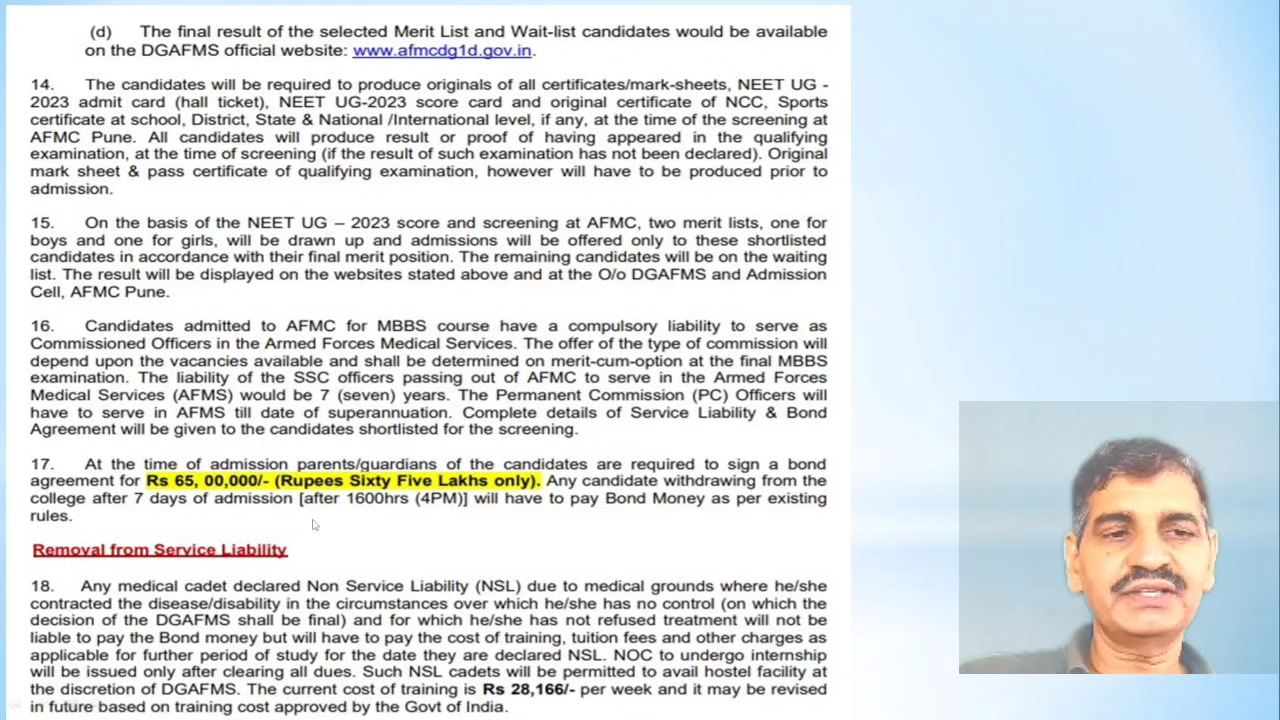 (d) The final result of the selected Merit List and Wait-list candidates would be available
on the DGAFMS official website: www.afmcdg1d.gov.in.
14. The candidates will be required to produce originals of all certificates/mark-sheets, NEET UG -
2023 admit card (hall ticket), NEET UG-2023 score card and original certificate of NCC, Sports
certificate at school, District, State & National /International level, if any, at the time of the screening at
AFMC Pune. All candidates will produce result or proof of having appeared in the qualifying
examination, at the time of screening (if the result of such examination has not been declared). Original
mark sheet & pass certificate of qualifying examination, however will have to be produced prior to
admission.
15. On the basis of the NEET UG – 2023 score and screening at AFMC, two merit lists, one for
boys and one for girls, will be drawn up and admissions will be offered only to these shortlisted
candidates in accordance with their final merit position. The remaining candidates will be on the waiting
list. The result will be displayed on the websites stated above and at the O/o DGAFMS and Admission
Cell, AFMC Pune.
16. Candidates admitted to AFMC for MBBS course have a compulsory liability to serve as
Commissioned Officers in the Armed Forces Medical Services. The offer of the type of commission will
depend upon the vacancies available and shall be determined on merit-cum-option at the final MBBS
examination. The liability of the SSC officers passing out of AFMC to serve in the Armed Forces
Medical Services (AFMS) would be 7 (seven) years. The Permanent Commission (PC) Officers will
have to serve in AFMS till date of superannuation. Complete details of Service Liability & Bond
Agreement will be given to the candidates shortlisted for the screening.
17. At the time of admission parents/guardians of the candidates are required to sign a bond
agreement for Rs 65, 00,000/- (Rupees Sixty Five Lakhs only). Any candidate withdrawing from the
college after 7 days of admission [after 1600hrs (4PM)] will have to pay Bond Money as per existing
rules.
Removal from Service Liability
18. Any medical cadet declared Non Service Liability (NSL) due to medical grounds where he/she
contracted the disease/disability in the circumstances over which he/she has no control (on which the
decision of the DGAFMS shall be final) and for which he/she has not refused treatment will not be
liable to pay the Bond money but will have to pay the cost of training, tuition fees and other charges as
applicable for further period of study for the date they are declared NSL. NOC to undergo internship
will be issued only after clearing all dues. Such NSL cadets will be permitted to avail hostel facility at
the discretion of DGAFMS. The current cost of training is Rs 28,166/- per week and it may be revised
in future based on training cost approved by the Govt of India.